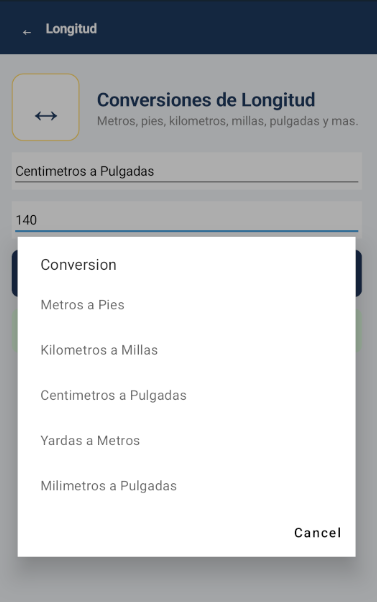 ← Longitud
↔
Conversiones de Longitud
Metros, pies, kilometros, millas, pulgadas y mas.
Centimetros a Pulgadas
140
Conversion
Metros a Pies
Kilometros a Millas
Centimetros a Pulgadas
Yardas a Metros
Milimetros a Pulgadas
Cancel